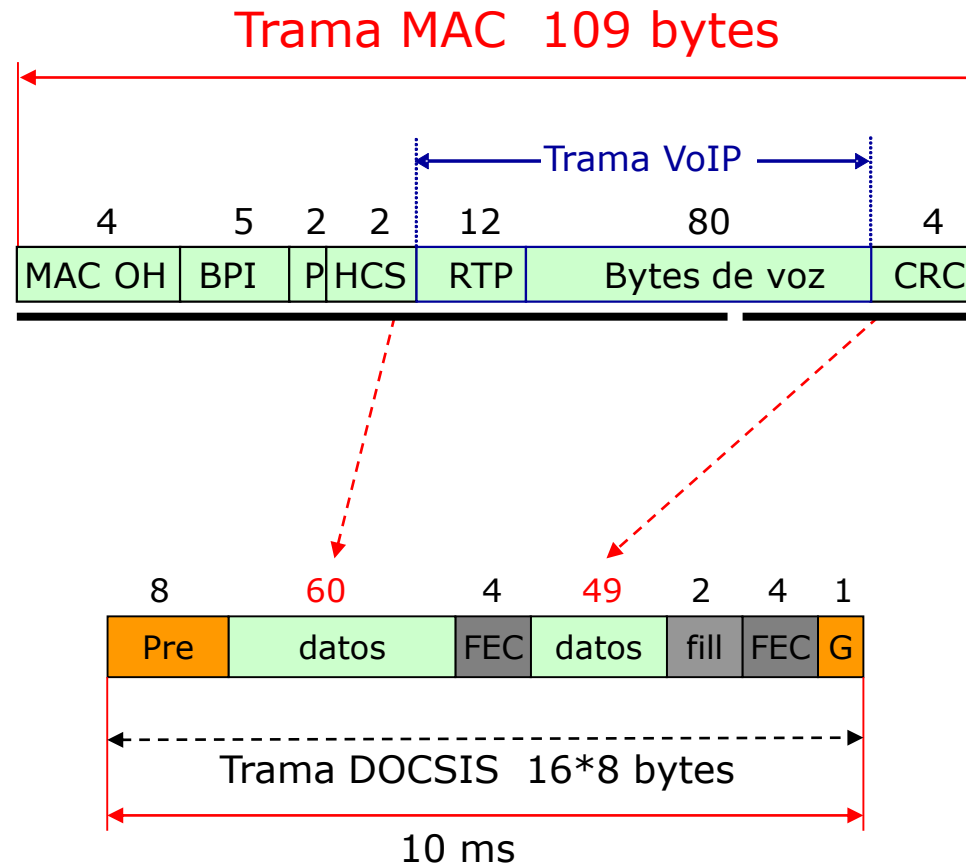 Trama MAC 109 bytes
Trama VoIP
4 5 2 2 12 80 4
MAC OH BPI P HCS RTP Bytes de voz CRC
8 60 4 49 2 4 1
Pre datos FEC datos fill FEC G
Trama DOCSIS 16*8 bytes
10 ms